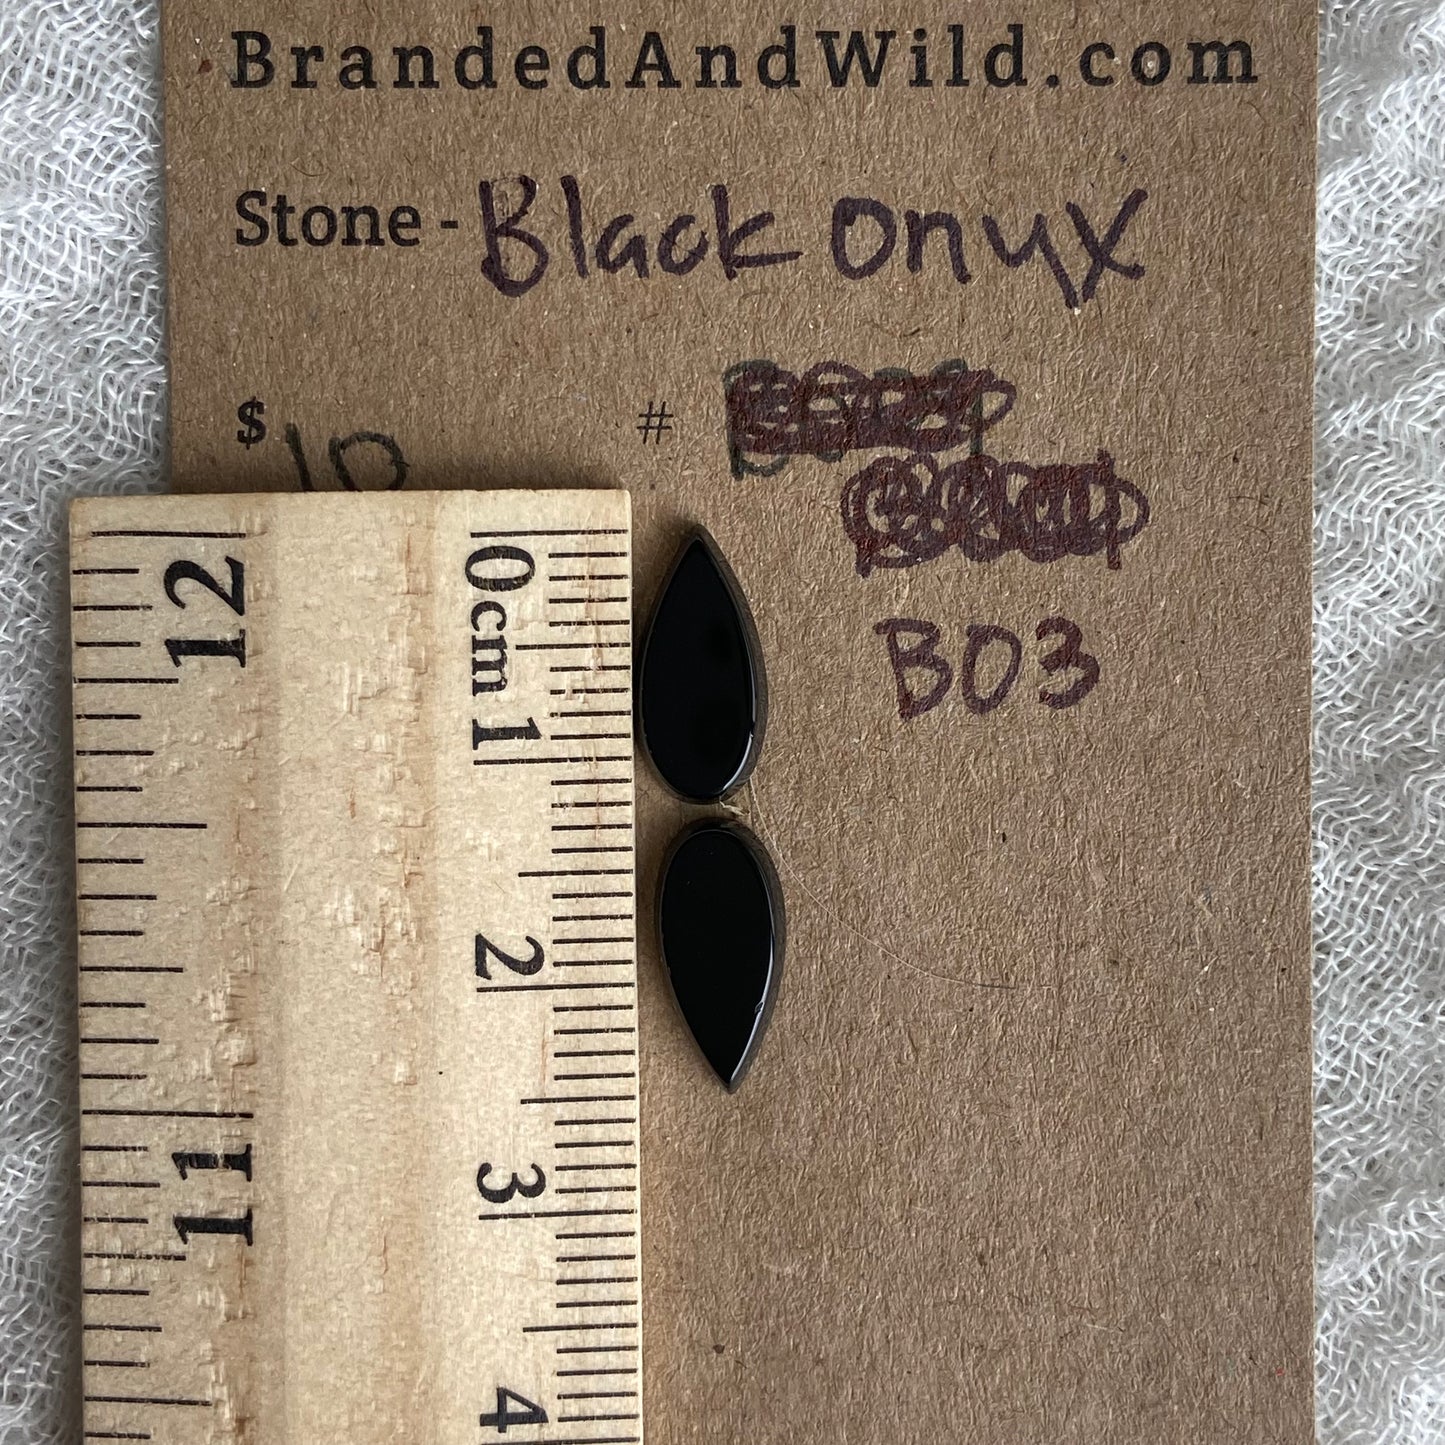 BrandedAndWild.com
Stone - Black Onyx
$ 10 #
B03
12
11
0cm 1
2
3
4